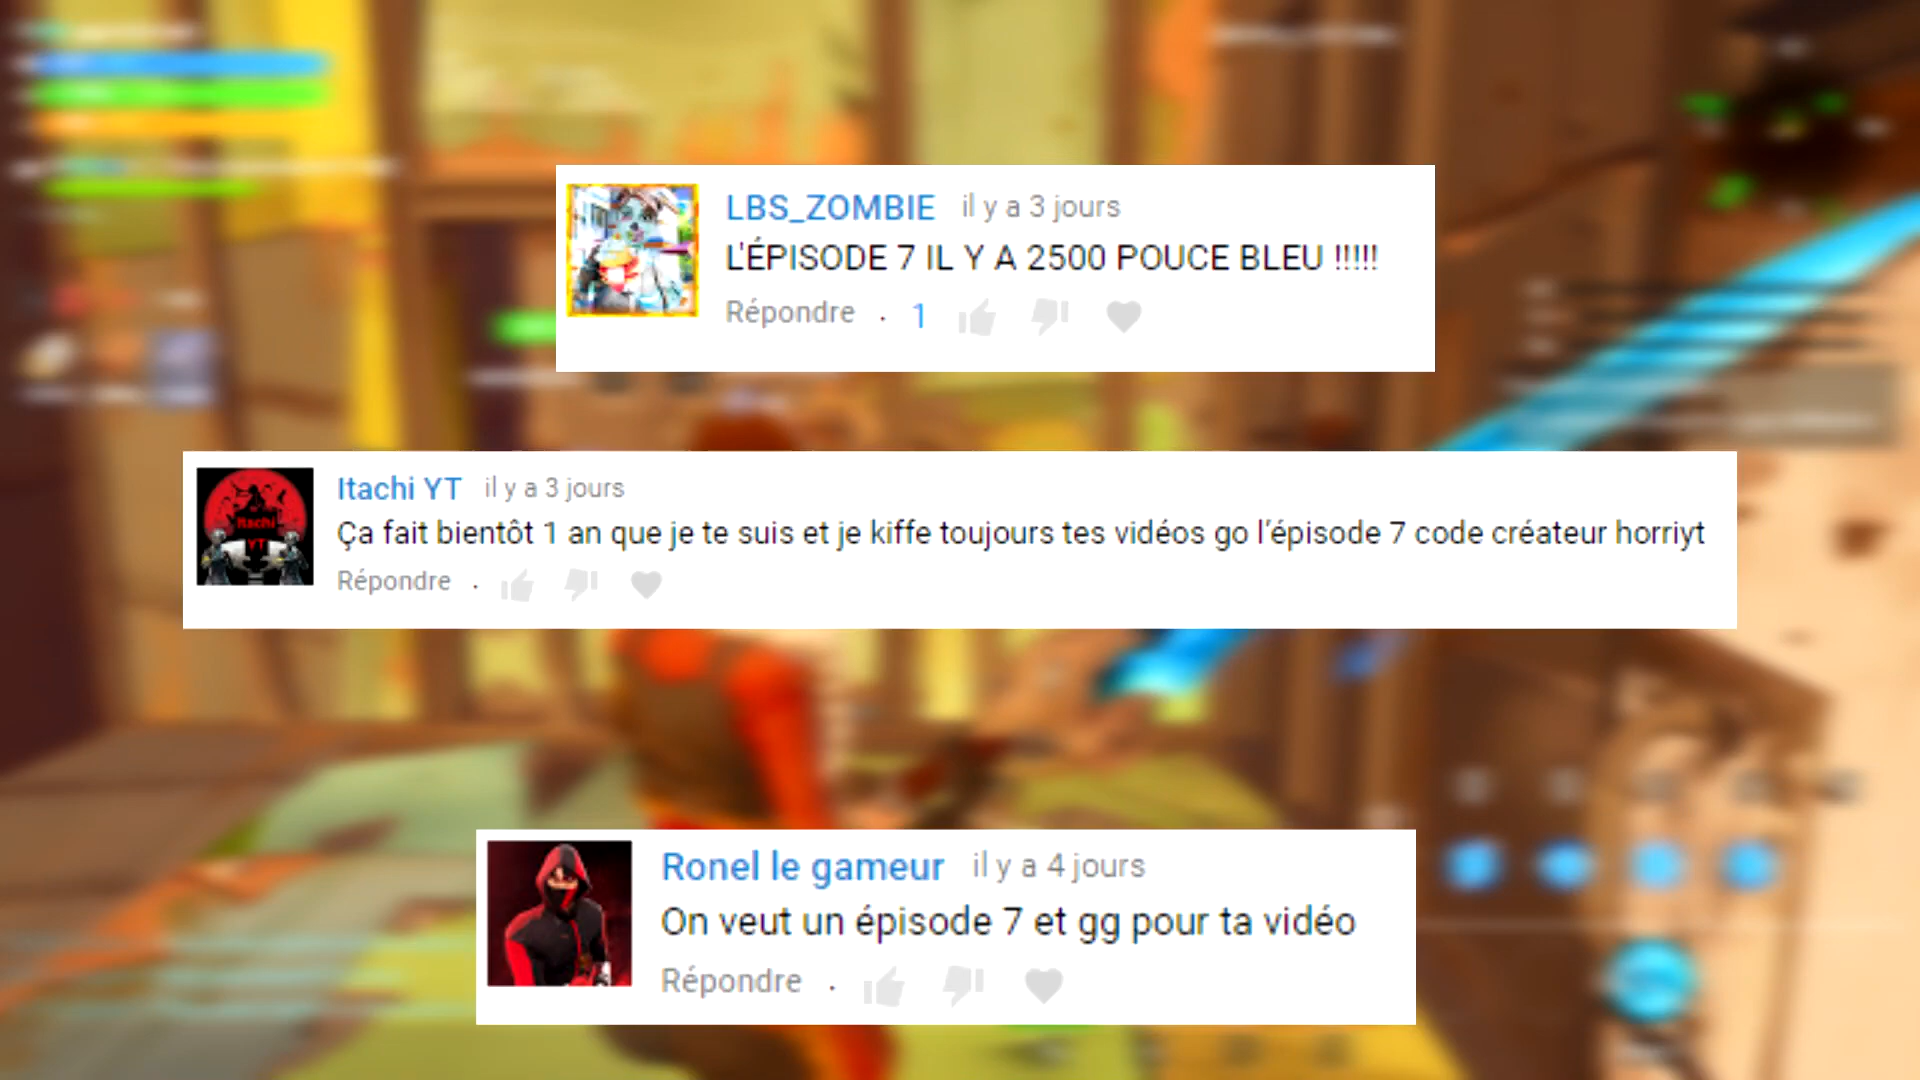 LBS_ZOMBIE il y a 3 jours
L'ÉPISODE 7 IL Y A 2500 POUCE BLEU !!!!!
Répondre . 1
Itachi YT il y a 3 jours
Itachi
YT
Ça fait bientôt 1 an que je te suis et je kiffe toujours tes vidéos go l'épisode 7 code créateur horriyt
Répondre .
Ronel le gameur il y a 4 jours
On veut un épisode 7 et gg pour ta vidéo
Répondre .